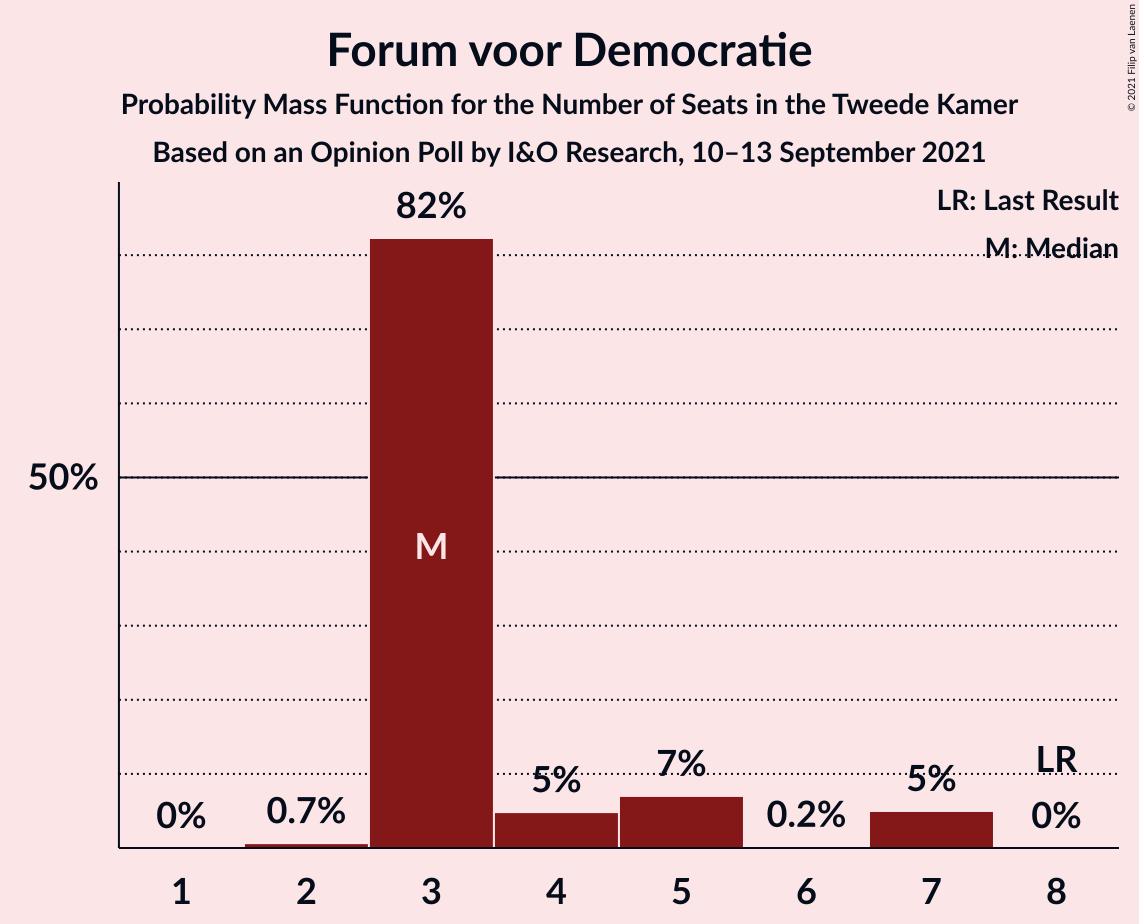 Forum voor Democratie
Probability Mass Function for the Number of Seats in the Tweede Kamer
Based on an Opinion Poll by I&O Research, 10–13 September 2021
© 2021 Filip van Laenen
LR: Last Result
M: Median
82%
50%
M
0%
0.7%
5%
7%
0.2%
5%
LR
0%
1 2 3 4 5 6 7 8